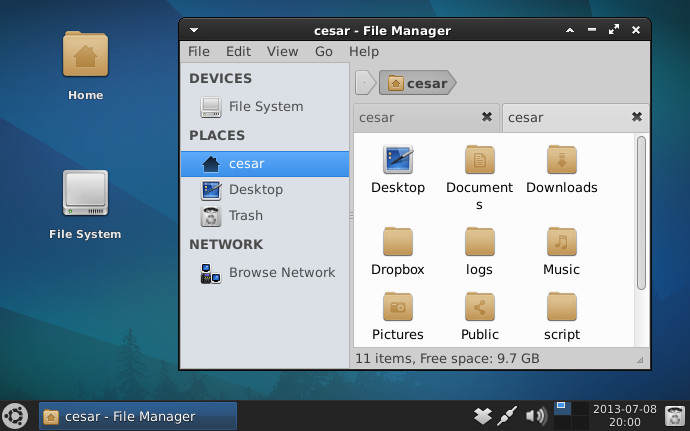 Home
File System
cesar - File Manager
File Edit View Go Help
DEVICES
File System
PLACES
cesar
Desktop
Trash
NETWORK
Browse Network
cesar
cesar
cesar
Desktop
Document
s
Downloads
Dropbox
logs
Music
Pictures
Public
script
11 items, Free space: 9.7 GB
cesar - File Manager
2013-07-08
20:00